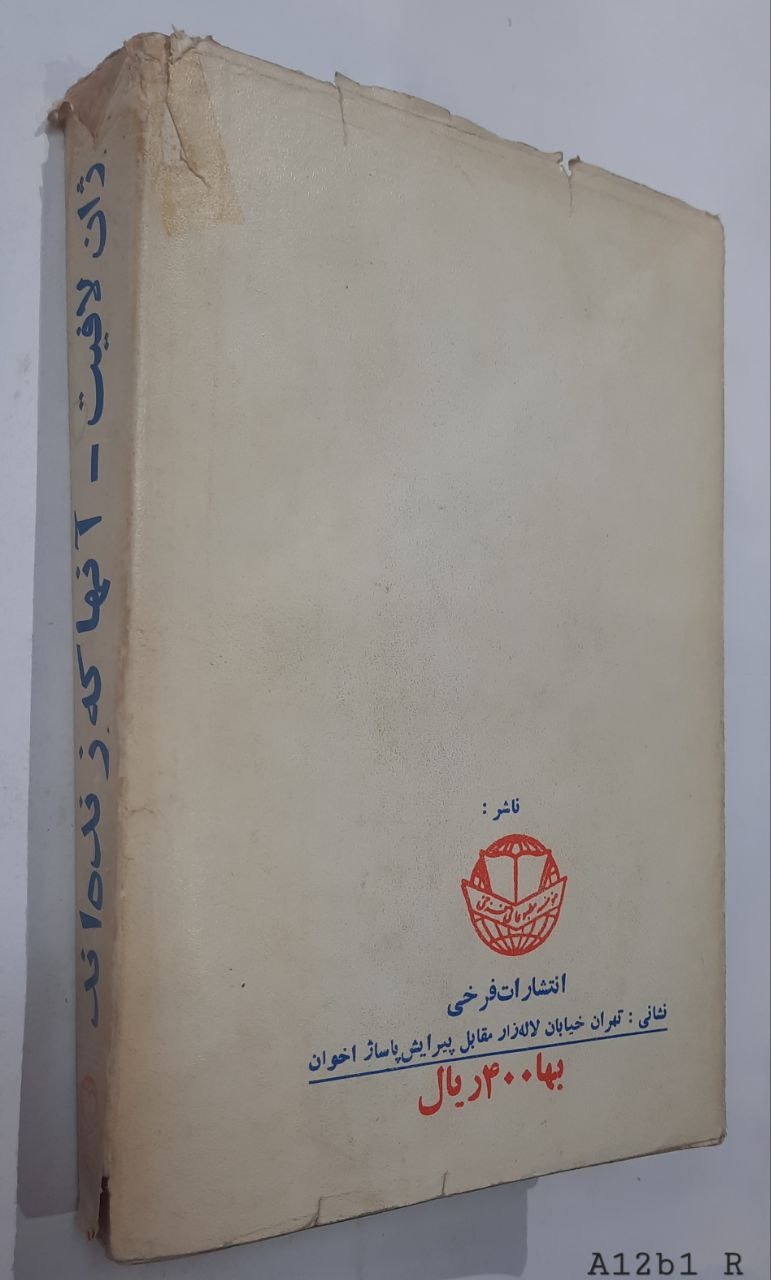 ژان لافیت - آنها که زنده‌اند
ناشر :
انتشارات فرخی
نشانی : تهران خیابان لاله‌زار مقابل پیرایش پاساژ اخوان
بها ۴۰۰ ریال
A12b1 R